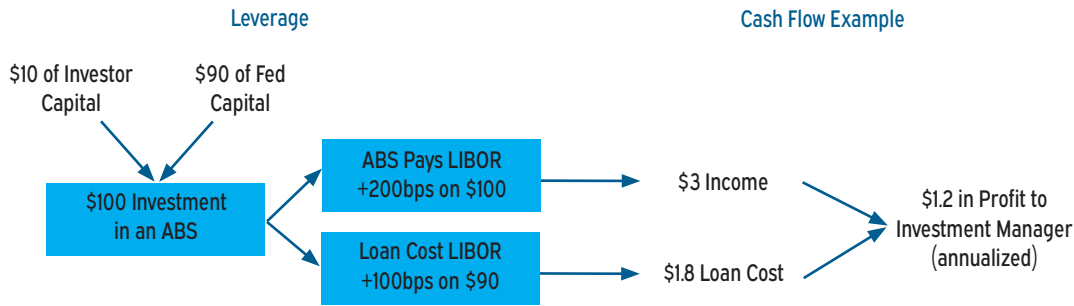 Leverage
Cash Flow Example
$10 of Investor
Capital
$90 of Fed
Capital
$100 Investment
in an ABS
ABS Pays LIBOR
+200bps on $100
Loan Cost LIBOR
+100bps on $90
$3 Income
$1.8 Loan Cost
$1.2 in Profit to
Investment Manager
(annualized)